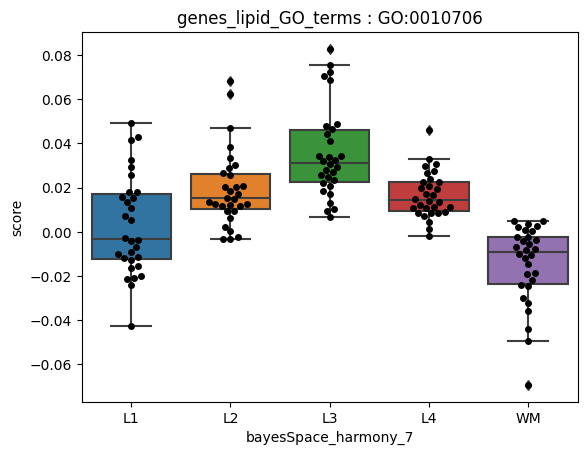 genes_lipid_GO_terms : GO:0010706
0.08
0.06
0.04
0.02
0.00
−0.02
−0.04
−0.06
score
L1 L2 L3 L4 WM
bayesSpace_harmony_7